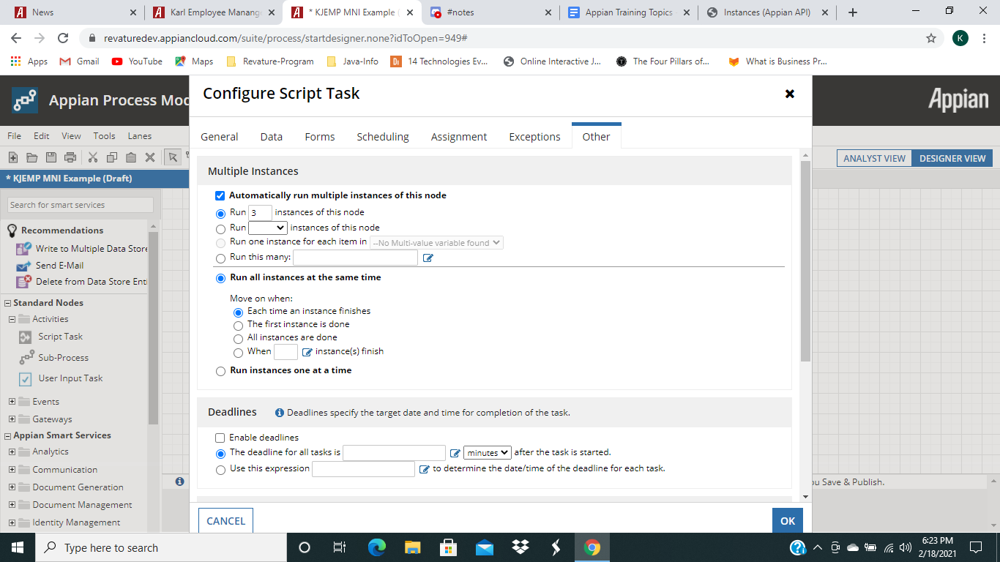 News
Karl Employee Manang
* KJEMP MNI Example (
#notes
Appian Training Topics
Instances (Appian API)
revaturedev.appiancloud.com/suite/process/startdesigner.none?idToOpen=949#
K
Apps
Gmail
YouTube
Maps
Revature-Program
Java-Info
14 Technologies Ev...
Online Interactive J...
The Four Pillars of...
What is Business Pr...
Appian Process Mod
Configure Script Task
Appian
File Edit View Tools Lanes
General Data Forms Scheduling Assignment Exceptions Other
ANALYST VIEW DESIGNER VIEW
* KJEMP MNI Example (Draft)
Search for smart services
Recommendations
Write to Multiple Data Store
Send E-Mail
Delete from Data Store Enti
Standard Nodes
Activities
Script Task
Sub-Process
User Input Task
Events
Gateways
Appian Smart Services
Analytics
Communication
Document Generation
Document Management
Identity Management
Multiple Instances
Automatically run multiple instances of this node
Run 3 instances of this node
Run instances of this node
Run one instance for each item in --No Multi-value variable found
Run this many:
Run all instances at the same time
Move on when:
Each time an instance finishes
The first instance is done
All instances are done
When instance(s) finish
Run instances one at a time
Deadlines Deadlines specify the target date and time for completion of the task.
Enable deadlines
The deadline for all tasks is minutes after the task is started.
Use this expression to determine the date/time of the deadline for each task.
ou Save & Publish.
CANCEL
OK
Type here to search
6:23 PM
2/18/2021